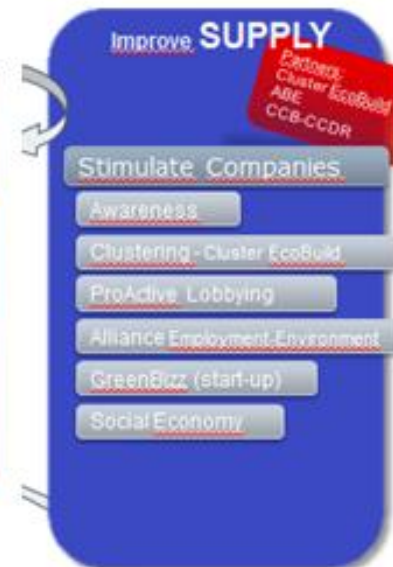 Improve SUPPLY
Partners:
Cluster EcoBuild
ABE
CCB-CCDR
Stimulate Companies
Awareness
Clustering - Cluster EcoBuild
ProActive Lobbying
Alliance Employment-Environment
GreenBizz (start-up)
Social Economy